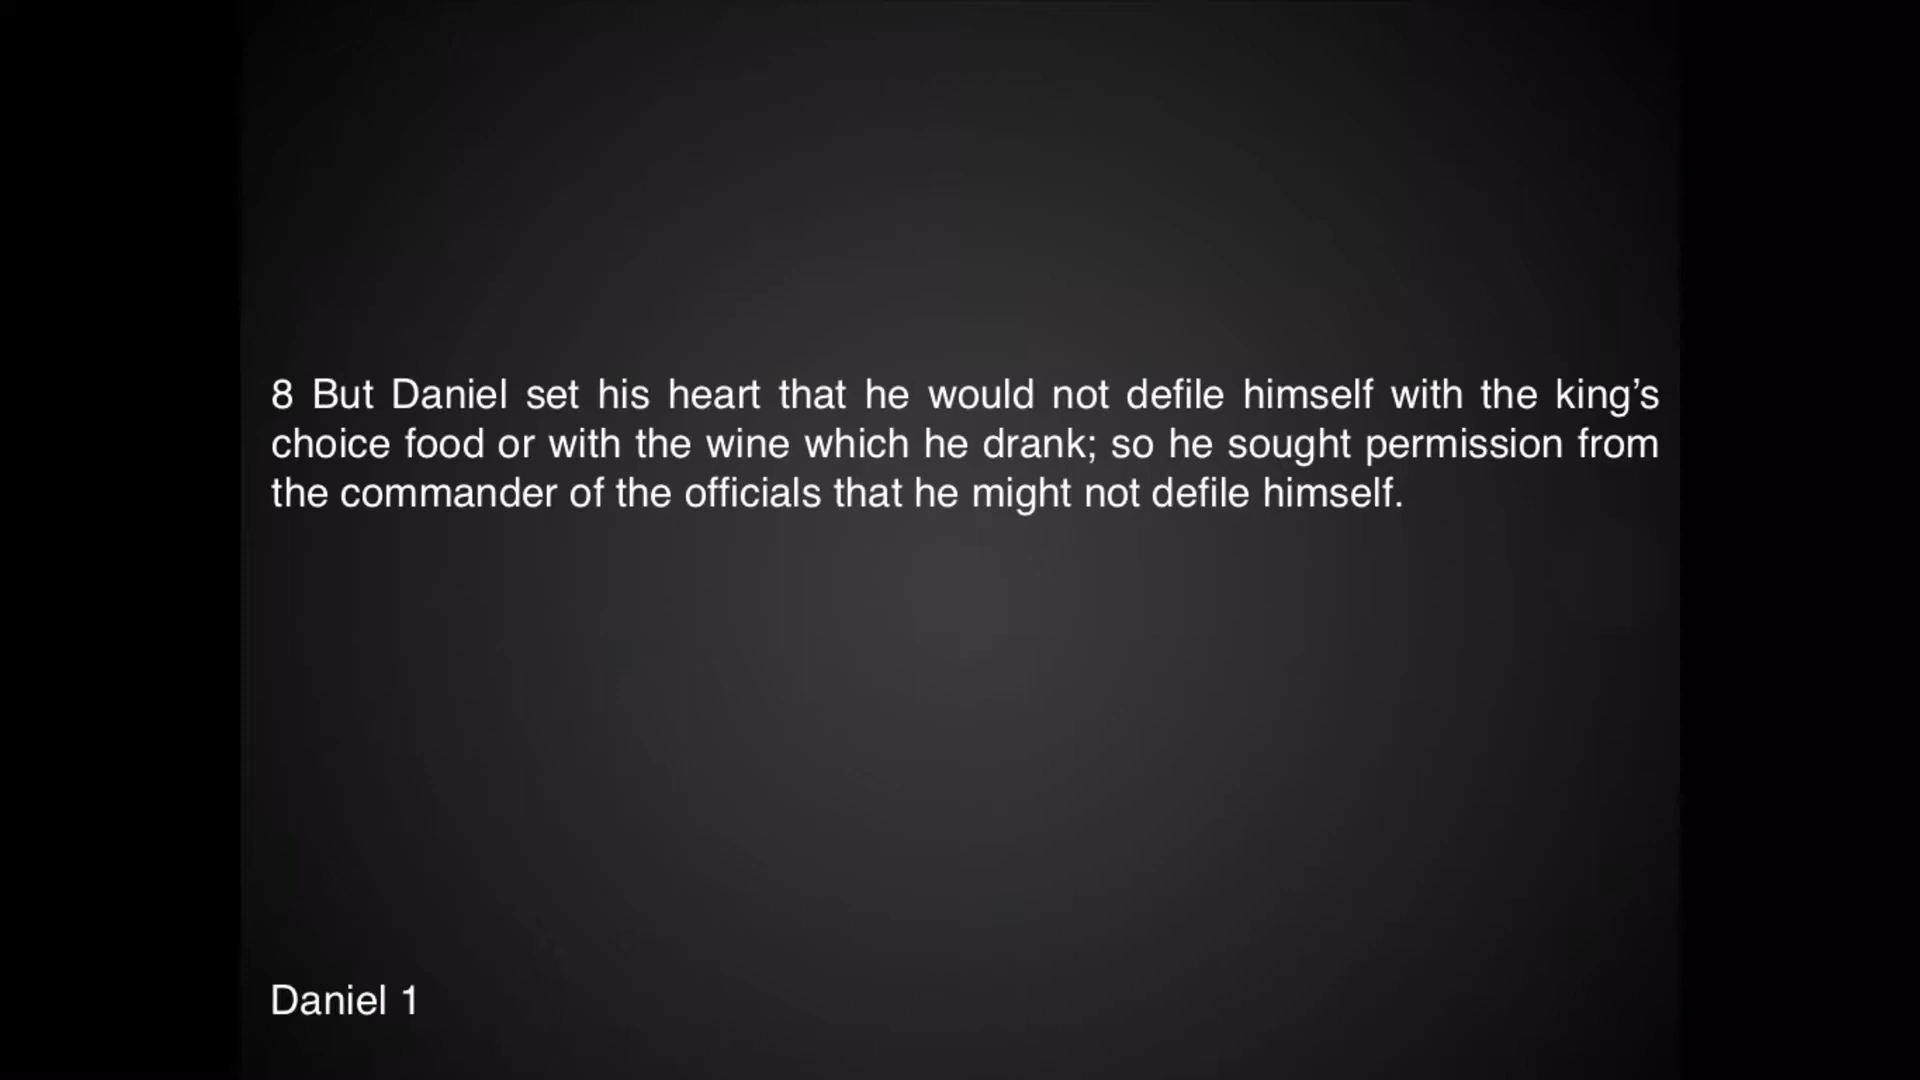 8 But Daniel set his heart that he would not defile himself with the king’s
choice food or with the wine which he drank; so he sought permission from
the commander of the officials that he might not defile himself.
Daniel 1